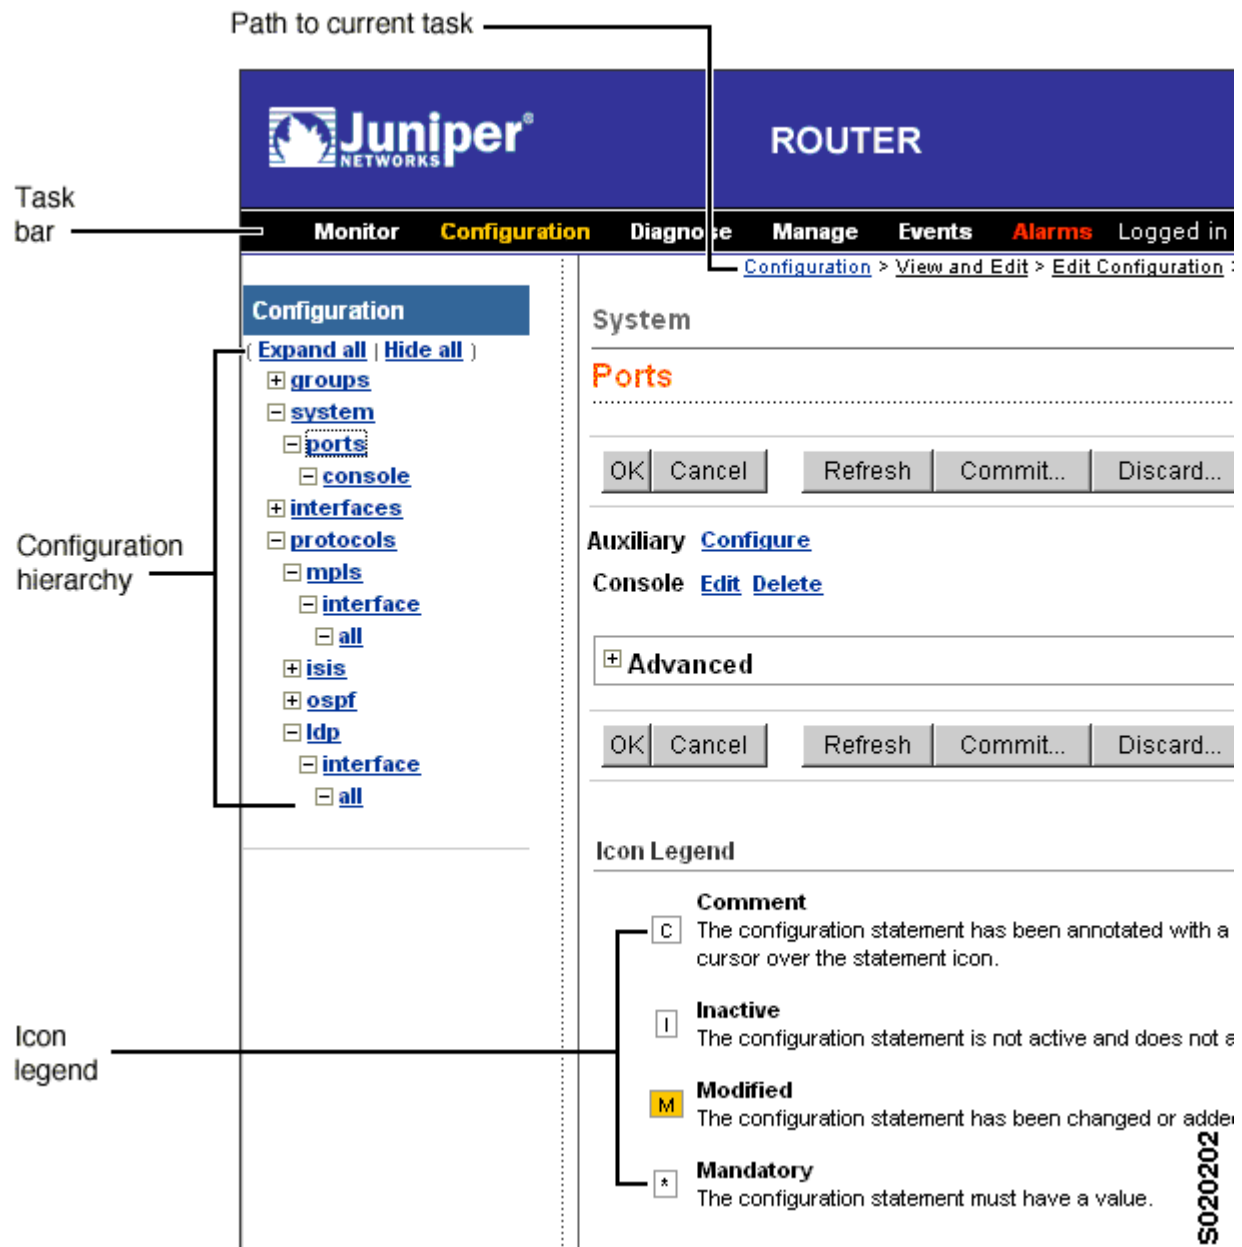 Path to current task
Juniper®
NETWORKS
ROUTER
Task
bar
Monitor Configuration Diagnose Manage Events Alarms Logged in
Configuration > View and Edit > Edit Configuration >
Configuration
( Expand all | Hide all )
+ groups
- system
- ports
- console
+ interfaces
- protocols
- mpls
- interface
- all
+ isis
+ ospf
- ldp
- interface
- all
Configuration
hierarchy
System
Ports
OK Cancel Refresh Commit... Discard...
Auxiliary Configure
Console Edit Delete
+ Advanced
OK Cancel Refresh Commit... Discard...
Icon Legend
Icon
legend
C Comment
The configuration statement has been annotated with a
cursor over the statement icon.
I Inactive
The configuration statement is not active and does not a
M Modified
The configuration statement has been changed or added
* Mandatory
The configuration statement must have a value.
S020202